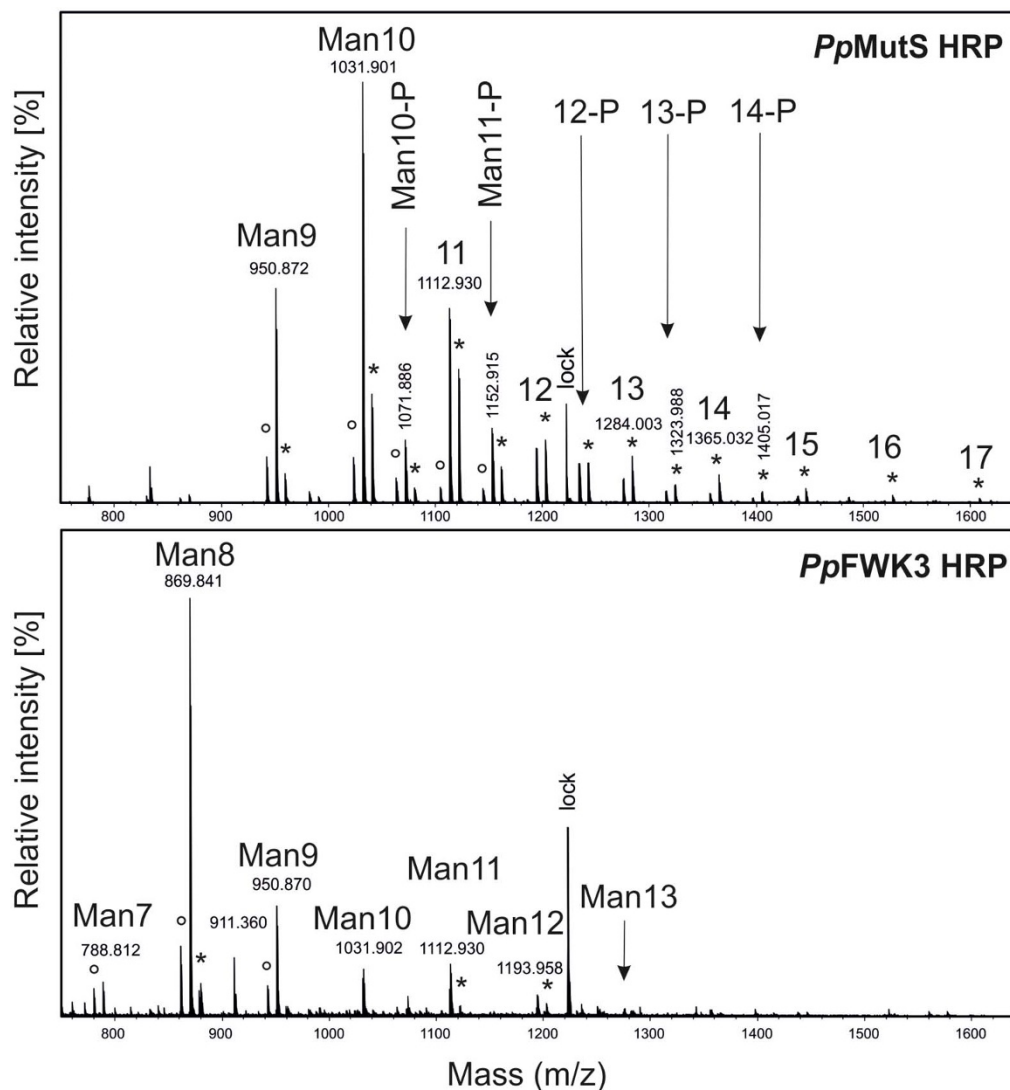 PpMutS HRP
Relative intensity [%]
Man9
950.872
Man10
1031.901
Man10-P
1071.886
11
1112.930
Man11-P
1152.915
12
lock
12-P
13
1284.003
13-P
1323.988
14
1365.032
14-P
1405.017
15
16
17
° ° ° ° °
* * * * * * * * * * * * *
800 900 1000 1100 1200 1300 1400 1500 1600
PpFWK3 HRP
Relative intensity [%]
Man7
788.812
Man8
869.841
911.360
Man9
950.870
Man10
1031.902
Man11
1112.930
Man12
1193.958
lock
Man13
° ° °
* * *
800 900 1000 1100 1200 1300 1400 1500 1600
Mass (m/z)